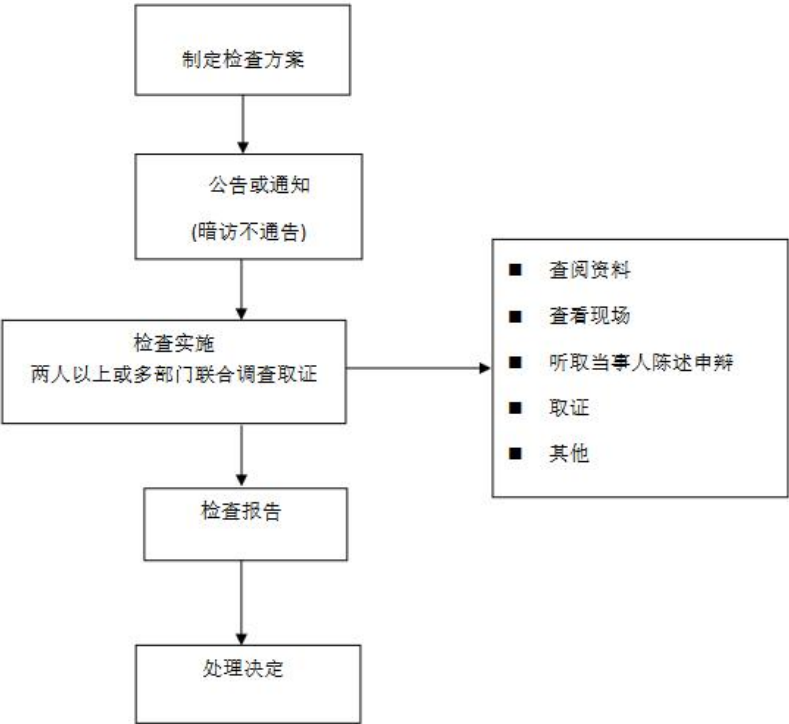 制定检查方案
公告或通知
(暗访不通告)
检查实施
两人以上或多部门联合调查取证
■ 查阅资料
■ 查看现场
■ 听取当事人陈述申辩
■ 取证
■ 其他
检查报告
处理决定